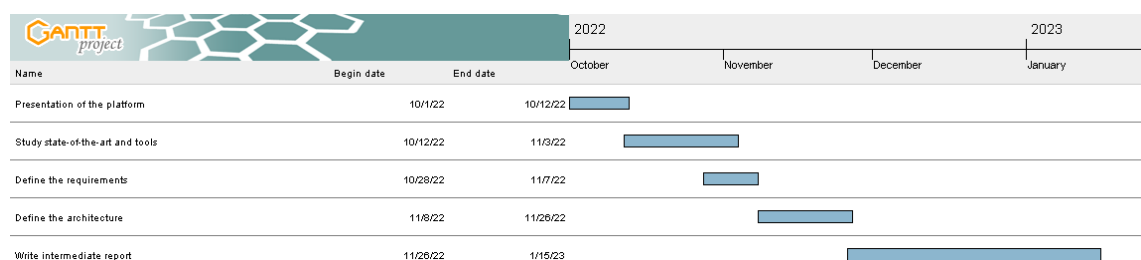 GANTT project
2022 2023
October November December January
Name Begin date End date
Presentation of the platform 10/1/22 10/12/22
Study state-of-the-art and tools 10/12/22 11/3/22
Define the requirements 10/28/22 11/7/22
Define the architecture 11/8/22 11/26/22
Write intermediate report 11/26/22 1/15/23